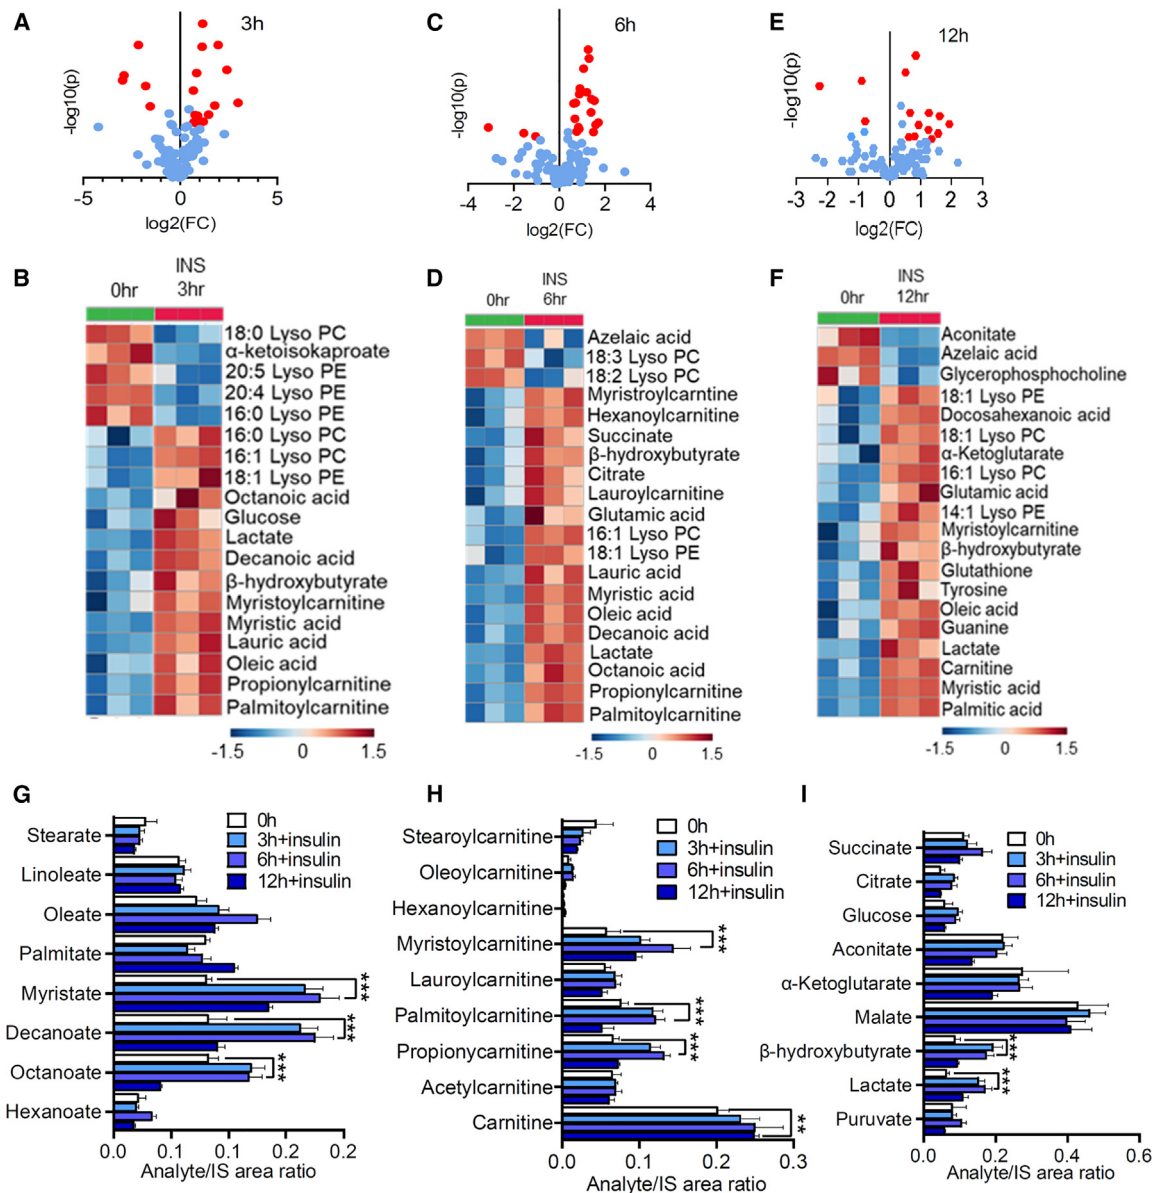 A
3h
-log10(p)
-5
0
5
log2(FC)
C
6h
-log10(p)
-4
-2
0
2
4
log2(FC)
E
12h
-log10(p)
-3
-2
-1
0
1
2
3
log2(FC)
B
INS
0hr
3hr
18:0 Lyso PC
α-ketoisokaproate
20:5 Lyso PE
20:4 Lyso PE
16:0 Lyso PE
16:0 Lyso PC
16:1 Lyso PC
18:1 Lyso PE
Octanoic acid
Glucose
Lactate
Decanoic acid
β-hydroxybutyrate
Myristoylcarnitine
Myristic acid
Lauric acid
Oleic acid
Propionylcarnitine
Palmitoylcarnitine
-1.5
0
1.5
D
INS
0hr
6hr
Azelaic acid
18:3 Lyso PC
18:2 Lyso PC
Myristroylcarntine
Hexanoylcarnitine
Succinate
β-hydroxybutyrate
Citrate
Lauroylcarnitine
Glutamic acid
16:1 Lyso PC
18:1 Lyso PE
Lauric acid
Myristic acid
Oleic acid
Decanoic acid
Lactate
Octanoic acid
Propionylcarnitine
Palmitoylcarnitine
-1.5
0
1.5
F
INS
0hr
12hr
Aconitate
Azelaic acid
Glycerophosphocholine
18:1 Lyso PE
Docosahexanoic acid
18:1 Lyso PC
α-Ketoglutarate
16:1 Lyso PC
Glutamic acid
14:1 Lyso PE
Myristoylcarnitine
β-hydroxybutyrate
Glutathione
Tyrosine
Oleic acid
Guanine
Lactate
Carnitine
Myristic acid
Palmitic acid
-1.5
0
1.5
G
0h
3h+insulin
6h+insulin
12h+insulin
Stearate
Linoleate
Oleate
Palmitate
Myristate
***
Decanoate
***
Octanoate
***
Hexanoate
0.0
0.1
0.1
0.2
0.2
Analyte/IS area ratio
H
0h
3h+insulin
6h+insulin
12h+insulin
Stearoylcarnitine
Oleoylcarnitine
Hexanoylcarnitine
Myristoylcarnitine
***
Lauroylcarnitine
Palmitoylcarnitine
***
Propionycarnitine
***
Acetylcarnitine
Carnitine
**
0.0
0.1
0.2
0.3
Analyte/IS area ratio
I
0h
3h+insulin
6h+insulin
12h+insulin
Succinate
Citrate
Glucose
Aconitate
α-Ketoglutarate
Malate
β-hydroxybutyrate
***
Lactate
***
Puruvate
0.0
0.2
0.4
0.6
Analyte/IS area ratio